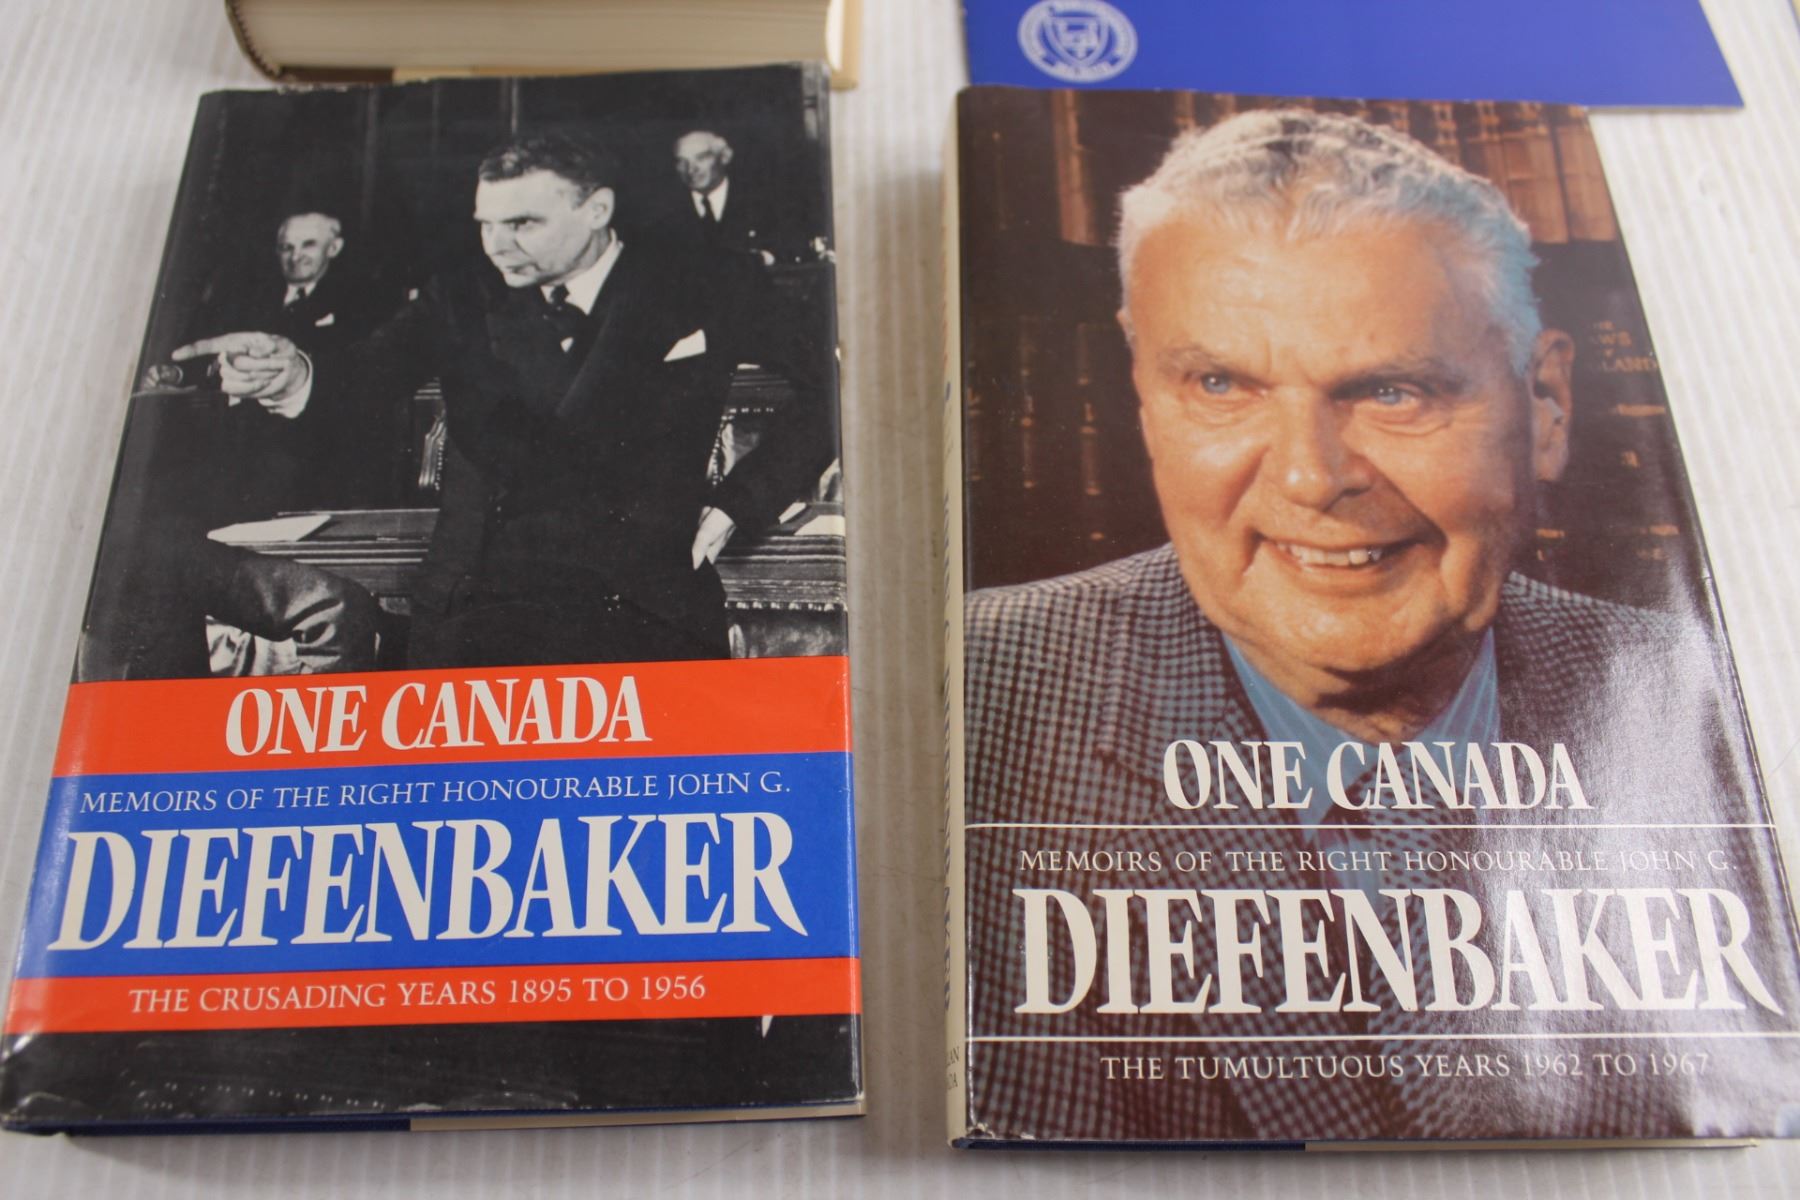 ONE CANADA
MEMOIRS OF THE RIGHT HONOURABLE JOHN G.
DIEFENBAKER
THE CRUSADING YEARS 1895 TO 1956
ONE CANADA
MEMOIRS OF THE RIGHT HONOURABLE JOHN G.
DIEFENBAKER
THE TUMULTUOUS YEARS 1962 TO 1967